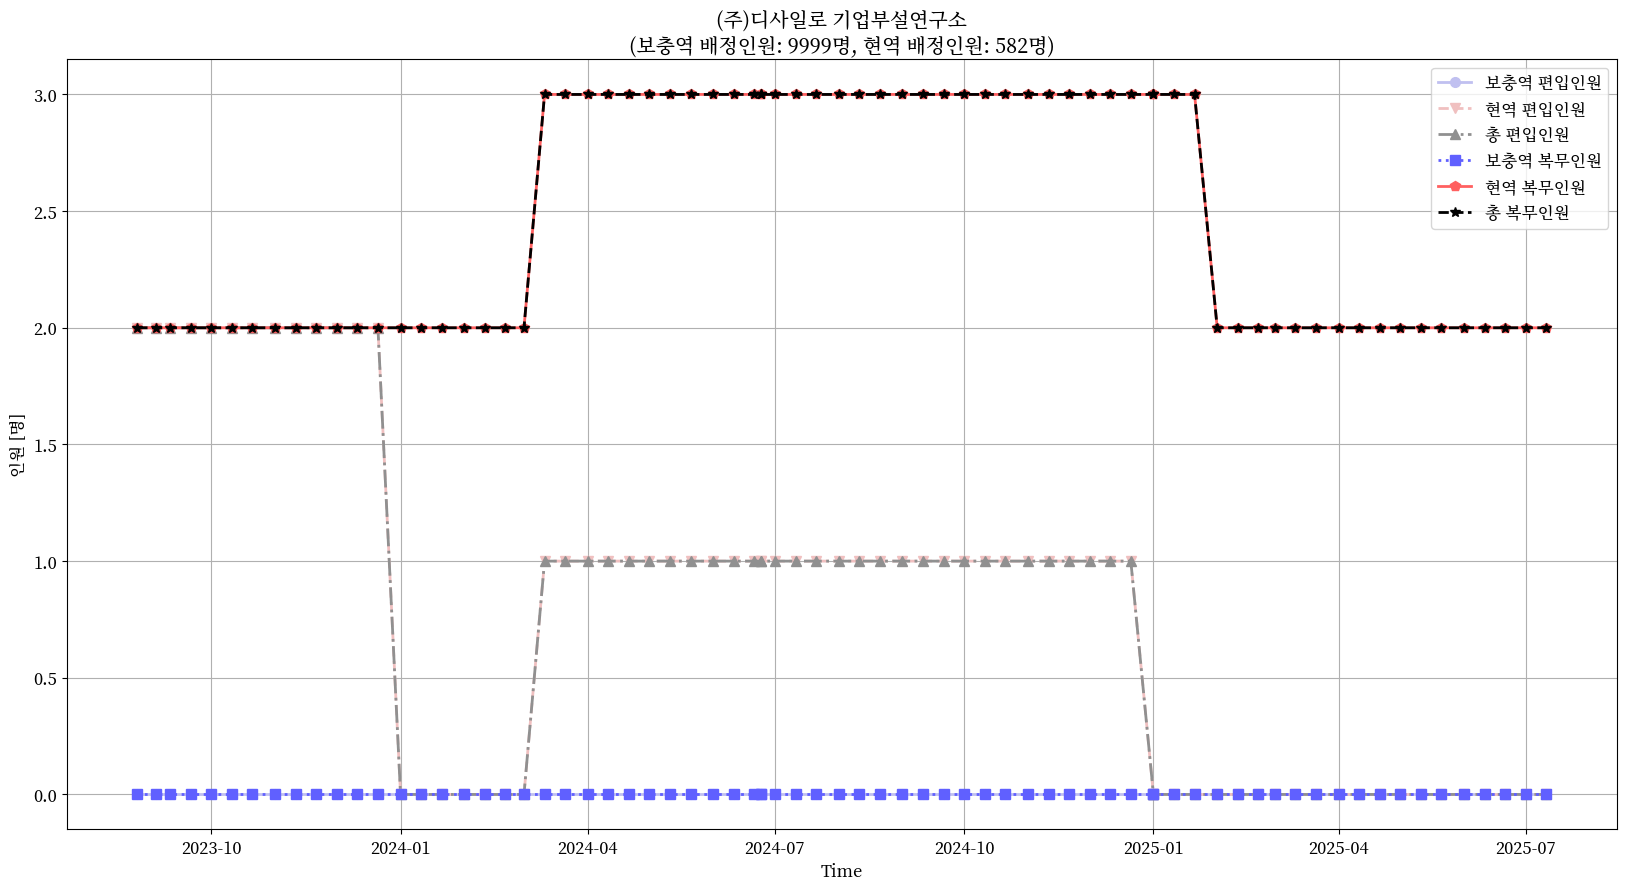 (주)디사일로 기업부설연구소
(보충역 배정인원: 9999명, 현역 배정인원: 582명)
보충역 편입인원
현역 편입인원
총 편입인원
보충역 복무인원
현역 복무인원
총 복무인원
인원 [명]
3.0
2.5
2.0
1.5
1.0
0.5
0.0
2023-10
2024-01
2024-04
2024-07
2024-10
2025-01
2025-04
2025-07
Time